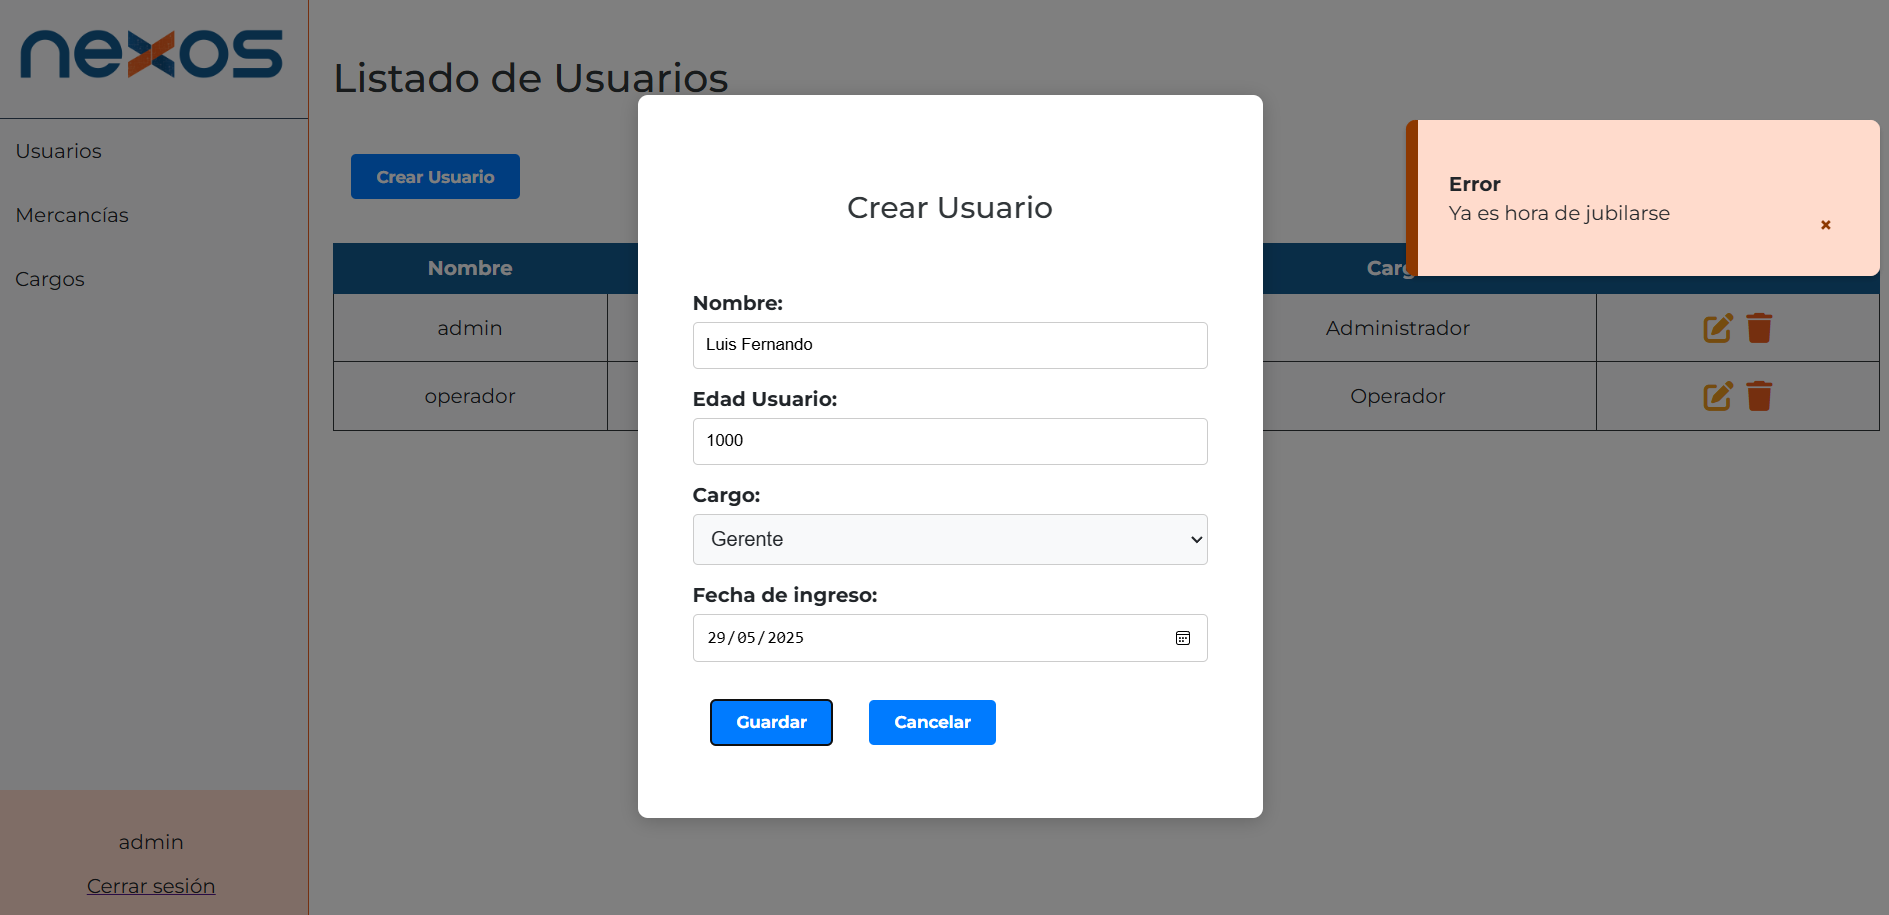 nexos
Usuarios
Mercancías
Cargos
admin
Cerrar sesión
Listado de Usuarios
Crear Usuario
Nombre
admin
Administrador
operador
Operador
Crear Usuario
Nombre:
Luis Fernando
Edad Usuario:
1000
Cargo:
Gerente
Fecha de ingreso:
29/05/2025
Guardar Cancelar
Error
Ya es hora de jubilarse
×